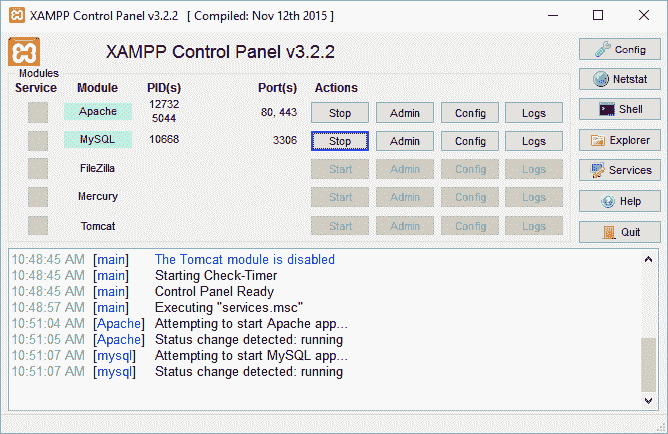 XAMPP Control Panel v3.2.2 [ Compiled: Nov 12th 2015 ]
XAMPP Control Panel v3.2.2
Config
Modules
Service Module PID(s) Port(s) Actions
Netstat
Apache 12732 5044 80, 443 Stop Admin Config Logs
Shell
MySQL 10668 3306 Stop Admin Config Logs
Explorer
FileZilla Start Admin Config Logs
Services
Mercury Start Admin Config Logs
Help
Tomcat Start Admin Config Logs
Quit
10:48:45 AM [main] The Tomcat module is disabled
10:48:45 AM [main] Starting Check-Timer
10:48:45 AM [main] Control Panel Ready
10:48:57 AM [main] Executing "services.msc"
10:51:04 AM [Apache] Attempting to start Apache app...
10:51:05 AM [Apache] Status change detected: running
10:51:07 AM [mysql] Attempting to start MySQL app...
10:51:07 AM [mysql] Status change detected: running